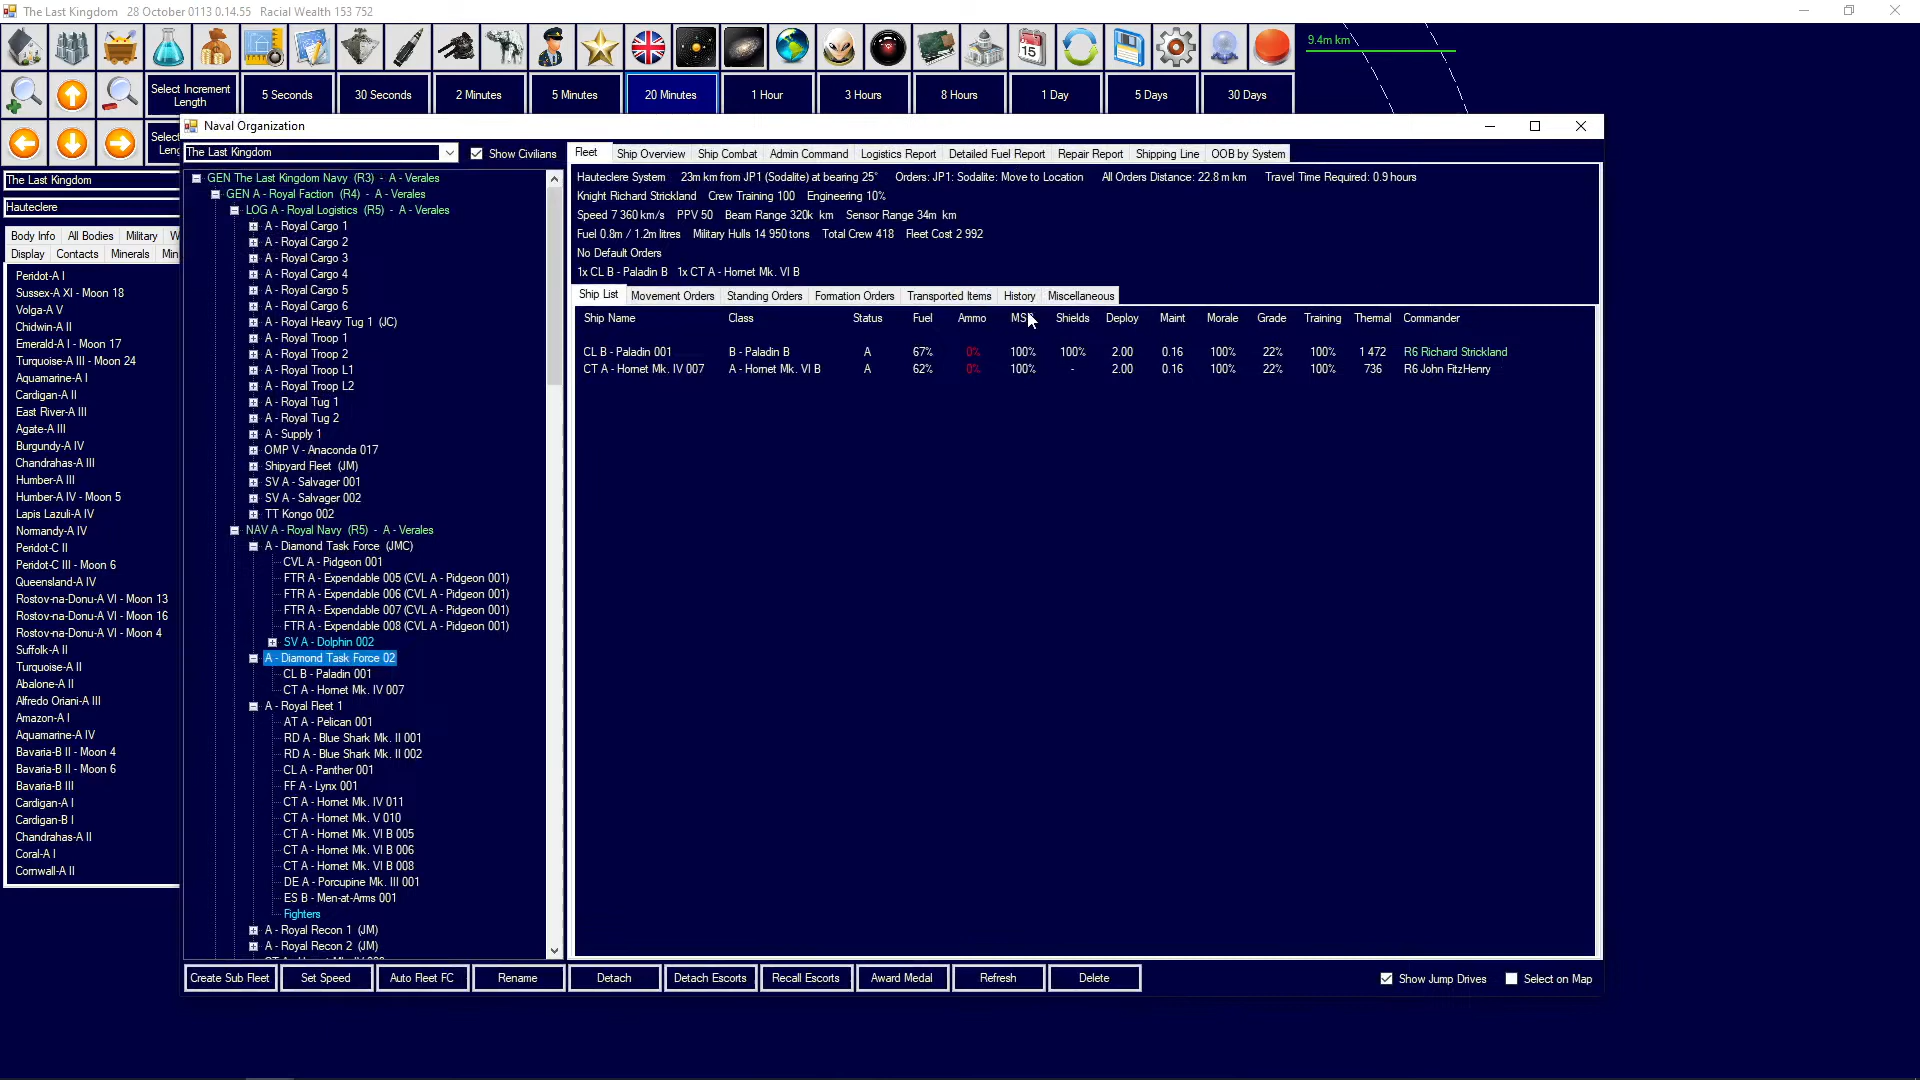 The Last Kingdom   28 October 0113 0.14.55   Racial Wealth 153 752
9.4m km
15
Select Increment Length
5 Seconds
30 Seconds
2 Minutes
5 Minutes
20 Minutes
1 Hour
3 Hours
8 Hours
1 Day
5 Days
30 Days
The Last Kingdom
Hauteclere
Body Info   All Bodies   Military
Display   Contacts   Minerals
Peridot-A I
Sussex-A XI - Moon 18
Volga-A V
Chidwin-A II
Emerald-A I - Moon 17
Turquoise-A III - Moon 24
Aquamarine-A I
Cardigan-A II
East River-A III
Agate-A III
Burgundy-A IV
Chandrahas-A III
Humber-A III
Humber-A IV - Moon 5
Lapis Lazuli-A IV
Normandy-A IV
Peridot-C II
Peridot-C III - Moon 6
Queensland-A IV
Rostov-na-Donu-A VI - Moon 13
Rostov-na-Donu-A VI - Moon 16
Rostov-na-Donu-A VI - Moon 4
Suffolk-A II
Turquoise-A II
Abalone-A II
Alfredo Oriani-A III
Amazon-A I
Aquamarine-A IV
Bavaria-B II - Moon 4
Bavaria-B II - Moon 6
Bavaria-B III
Cardigan-A I
Cardigan-B I
Chandrahas-A II
Coral-A I
Cornwall-A II
Naval Organization
The Last Kingdom
Show Civilians
GEN The Last Kingdom Navy (R3) - A - Verales
GEN A - Royal Faction (R4) - A - Verales
LOG A - Royal Logistics (R5) - A - Verales
A - Royal Cargo 1
A - Royal Cargo 2
A - Royal Cargo 3
A - Royal Cargo 4
A - Royal Cargo 5
A - Royal Cargo 6
A - Royal Heavy Tug 1 (JC)
A - Royal Troop 1
A - Royal Troop 2
A - Royal Troop L1
A - Royal Troop L2
A - Royal Tug 1
A - Royal Tug 2
A - Supply 1
OMP V - Anaconda 017
Shipyard Fleet (JM)
SV A - Salvager 001
SV A - Salvager 002
TT Kongo 002
NAV A - Royal Navy (R5) - A - Verales
A - Diamond Task Force (JMC)
CVL A - Pidgeon 001
FTR A - Expendable 005 (CVL A - Pidgeon 001)
FTR A - Expendable 006 (CVL A - Pidgeon 001)
FTR A - Expendable 007 (CVL A - Pidgeon 001)
FTR A - Expendable 008 (CVL A - Pidgeon 001)
SV A - Dolphin 002
A - Diamond Task Force 02
CL B - Paladin 001
CT A - Hornet Mk. IV 007
A - Royal Fleet 1
AT A - Pelican 001
RD A - Blue Shark Mk. II 001
RD A - Blue Shark Mk. II 002
CL A - Panther 001
FF A - Lynx 001
CT A - Hornet Mk. IV 011
CT A - Hornet Mk. V 010
CT A - Hornet Mk. VI B 005
CT A - Hornet Mk. VI B 006
CT A - Hornet Mk. VI B 008
DE A - Porcupine Mk. III 001
ES B - Men-at-Arms 001
Fighters
A - Royal Recon 1 (JM)
A - Royal Recon 2 (JM)
Fleet   Ship Overview   Ship Combat   Admin Command   Logistics Report   Detailed Fuel Report   Repair Report   Shipping Line   OOB by System
Hauteclere System   23m km from JP1 (Sodalite) at bearing 25°   Orders: JP1: Sodalite: Move to Location   All Orders Distance: 22.8 m km   Travel Time Required: 0.9 hours
Knight Richard Strickland   Crew Training 100   Engineering 10%
Speed 7 360 km/s   PPV 50   Beam Range 320k km   Sensor Range 34m km
Fuel 0.8m / 1.2m litres   Military Hulls 14 950 tons   Total Crew 418   Fleet Cost 2 992
No Default Orders
1x CL B - Paladin B   1x CT A - Hornet Mk. VI B
Ship List   Movement Orders   Standing Orders   Formation Orders   Transported Items   History   Miscellaneous
Ship Name   Class   Status   Fuel   Ammo   Shields   Deploy   Maint   Morale   Grade   Training   Thermal   Commander
CL B - Paladin 001   B - Paladin B   A   67%   0%   100%   100%   2.00   0.16   100%   22%   100%   1 472   R6 Richard Strickland
CT A - Hornet Mk. IV 007   A - Hornet Mk. VI B   A   62%   0%   100%   -   2.00   0.16   100%   22%   100%   736   R6 John FitzHenry
Create Sub Fleet   Set Speed   Auto Fleet FC   Rename   Detach   Detach Escorts   Recall Escorts   Award Medal   Refresh   Delete
Show Jump Drives   Select on Map